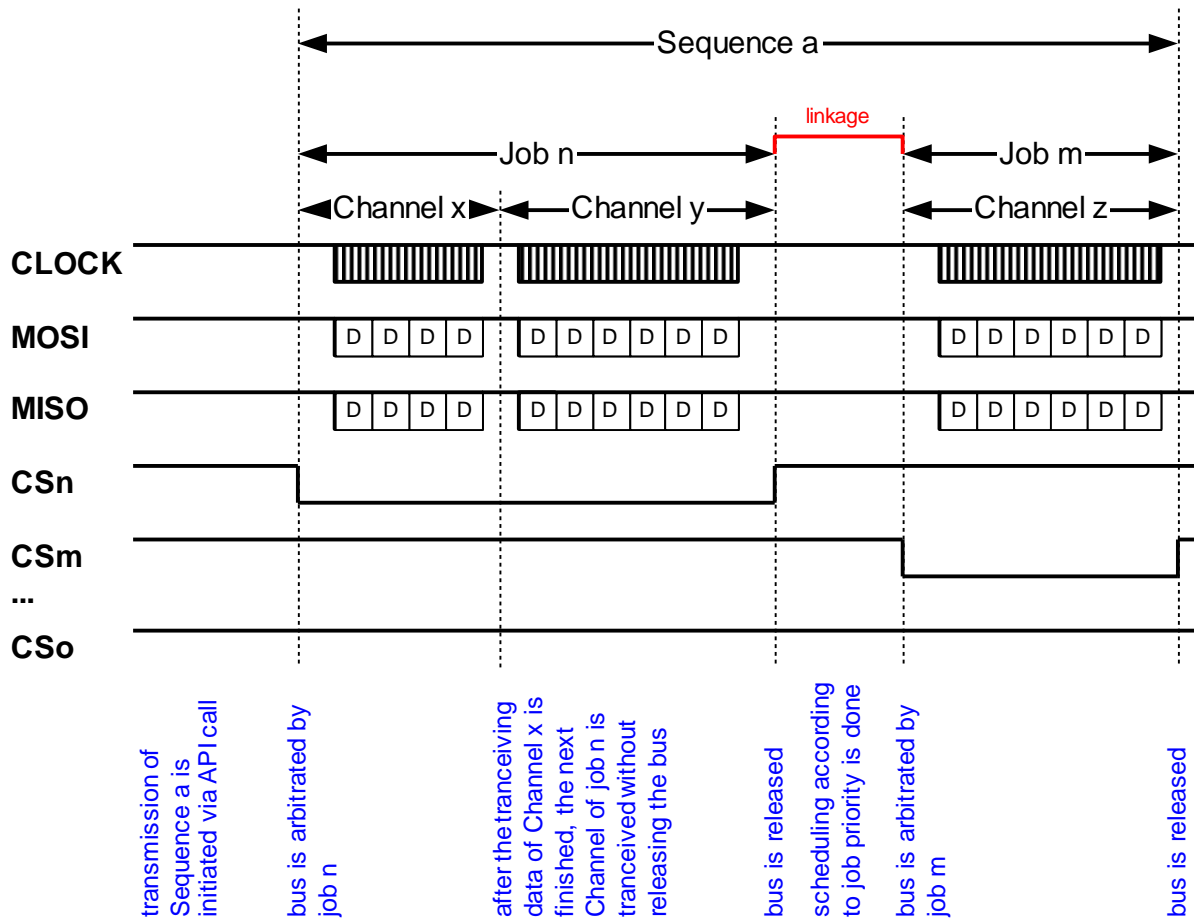 Sequence a
linkage
Job n
Job m
Channel x
Channel y
Channel z
CLOCK
MOSI
D D D D
D D D D D D
D D D D D D
MISO
D D D D
D D D D D D
D D D D D D
CSn
CSm
...
CSo
transmission of
Sequence a is
initiated via API call
bus is arbitrated by
job n
after the tranceiving
data of Channel x is
finished, the next
Channel of job n is
tranceived without
releasing the bus
bus is released
scheduling according
to job priority is done
bus is arbitrated by
job m
bus is released